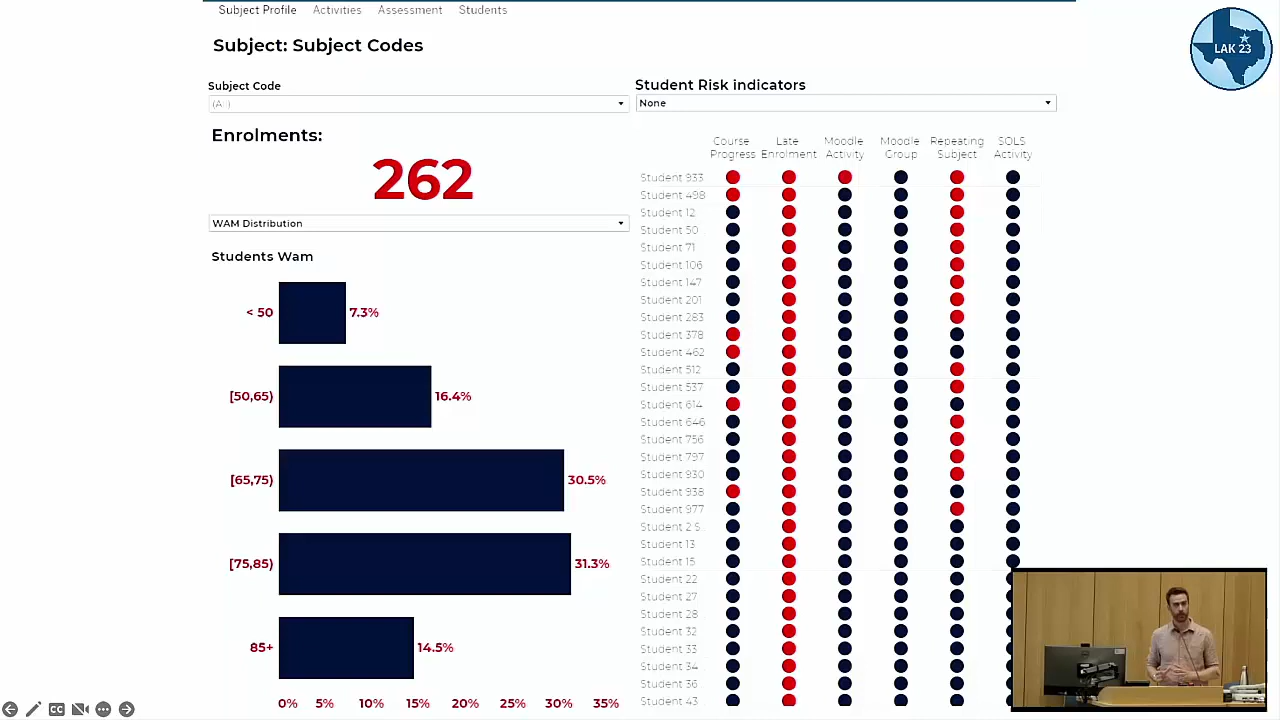 Subject Profile Activities Assessment Students
LAK 23
Subject: Subject Codes
Subject Code
(All)
Enrolments:
262
WAM Distribution
Students Wam
< 50 7.3%
[50,65) 16.4%
[65,75) 30.5%
[75,85) 31.3%
85+ 14.5%
0% 5% 10% 15% 20% 25% 30% 35%
Student Risk indicators
None
Course Progress
Late Enrolment
Moodle Activity
Moodle Group
Repeating Subject
SOLS Activity
Student 933
Student 498
Student 12
Student 50
Student 71
Student 106
Student 147
Student 201
Student 283
Student 378
Student 462
Student 512
Student 537
Student 614
Student 646
Student 756
Student 797
Student 930
Student 938
Student 977
Student 2 S..
Student 13
Student 15
Student 22
Student 27
Student 28
Student 32
Student 33
Student 34
Student 36
Student 43
CC